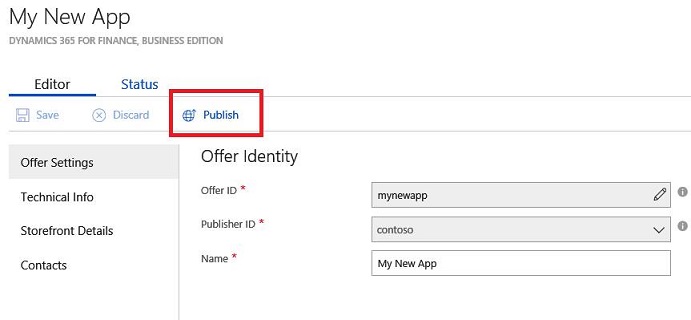 My New App
DYNAMICS 365 FOR FINANCE, BUSINESS EDITION
Editor Status
Save Discard Publish
Offer Settings
Technical Info
Storefront Details
Contacts
Offer Identity
Offer ID * mynewapp
Publisher ID * contoso
Name * My New App